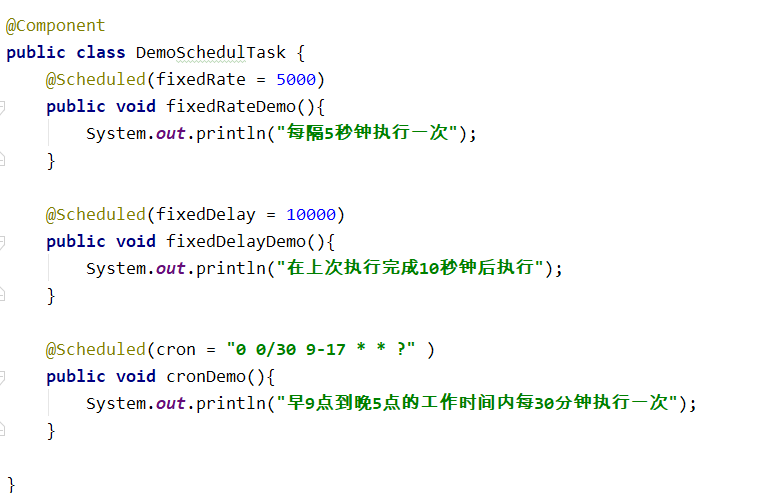 @Component
public class DemoSchedulTask {
    @Scheduled(fixedRate = 5000)
    public void fixedRateDemo(){
        System.out.println("每隔5秒钟执行一次");
    }
    @Scheduled(fixedDelay = 10000)
    public void fixedDelayDemo(){
        System.out.println("在上次执行完成10秒钟后执行");
    }
    @Scheduled(cron = "0 0/30 9-17 * * ?" )
    public void cronDemo(){
        System.out.println("早9点到晚5点的工作时间内每30分钟执行一次");
    }
}